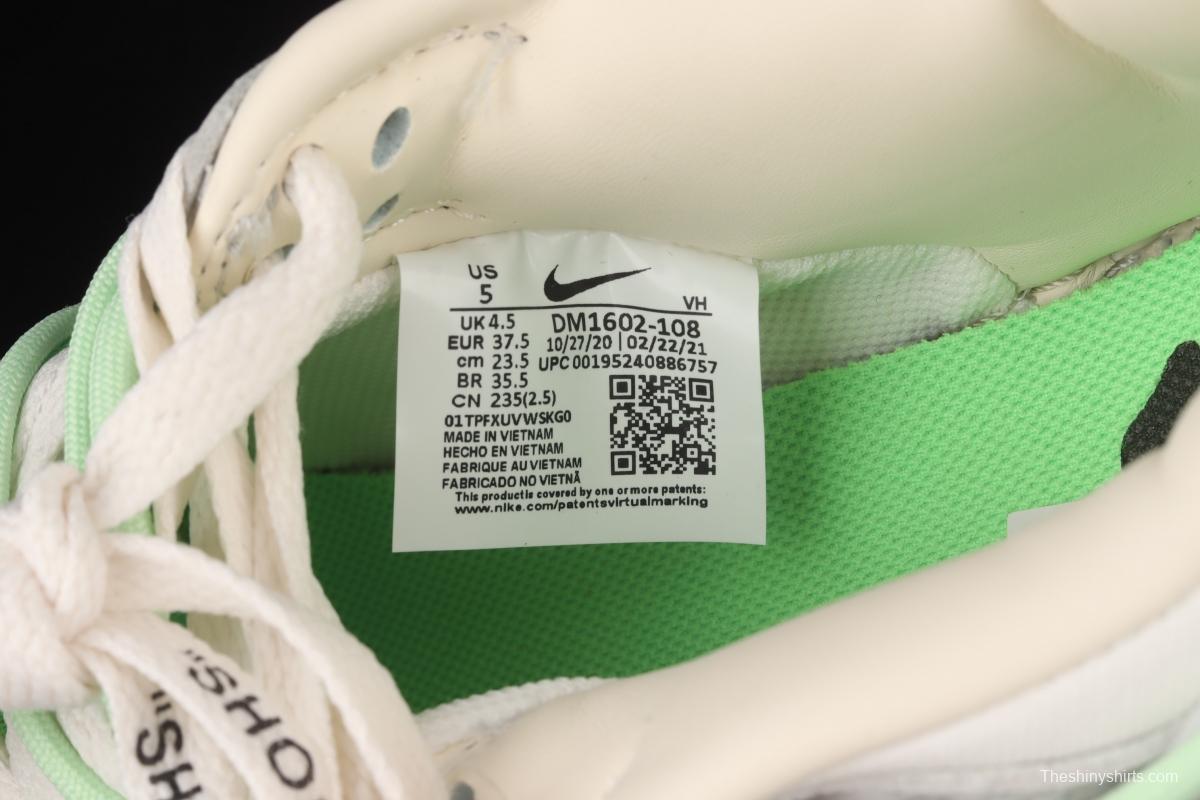 US
5
VH
UK 4.5
EUR 37.5
cm 23.5
BR 35.5
CN 235(2.5)
DM1602-108
10/27/20 | 02/22/21
UPC 00195240886757
01TPFXUVWSKG0
MADE IN VIETNAM
HECHO EN VIETNAM
FABRIQUE AU VIETNAM
FABRICADO NO VIETNÃ
This product is covered by one or more patents:
www.nike.com/patentsvirtualmarking
"SHO
"SH
Theshinyshirts.com